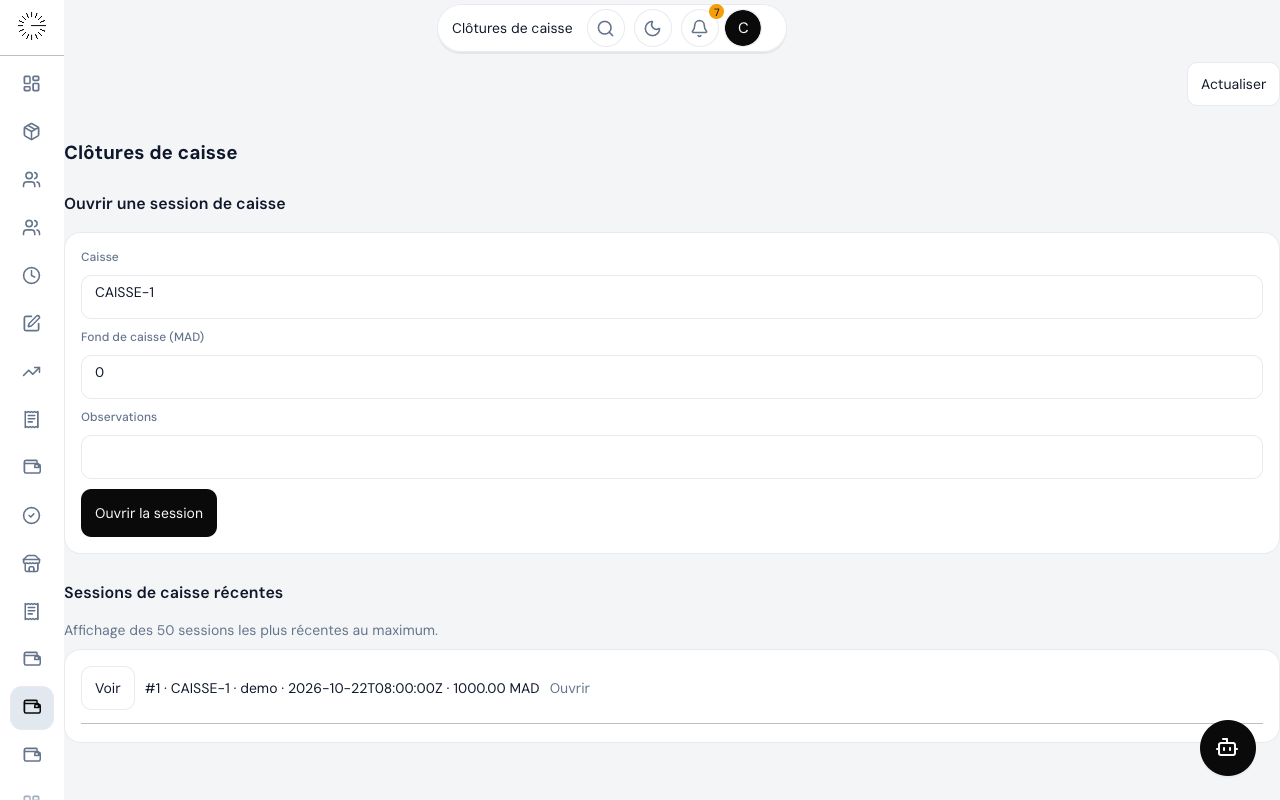 Clôtures de caisse
7
C
Actualiser
Clôtures de caisse
Ouvrir une session de caisse
Caisse
CAISSE-1
Fond de caisse (MAD)
0
Observations
Ouvrir la session
Sessions de caisse récentes
Affichage des 50 sessions les plus récentes au maximum.
Voir #1 · CAISSE-1 · demo · 2026-10-22T08:00:00Z · 1000.00 MAD Ouvrir